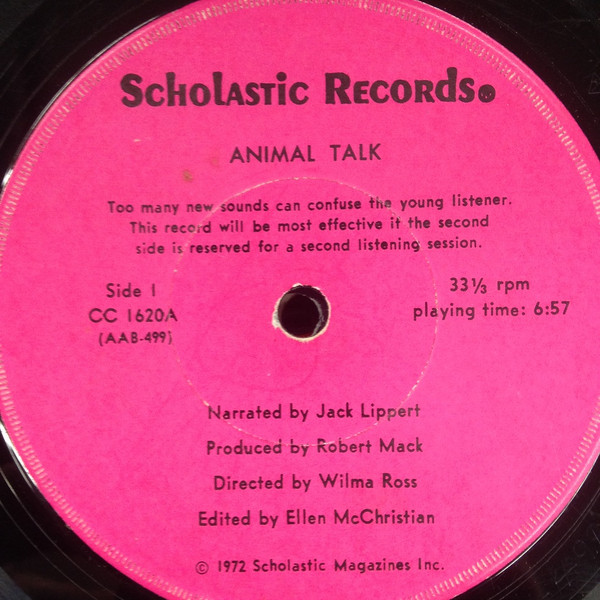 Scholastic Records®
ANIMAL TALK
Too many new sounds can confuse the young listener.
This record will be most effective it the second
side is reserved for a second listening session.
Side 1
CC 1620A
(AAB-499)
33⅓ rpm
playing time: 6:57
Narrated by Jack Lippert
Produced by Robert Mack
Directed by Wilma Ross
Edited by Ellen McChristian
© 1972 Scholastic Magazines Inc.